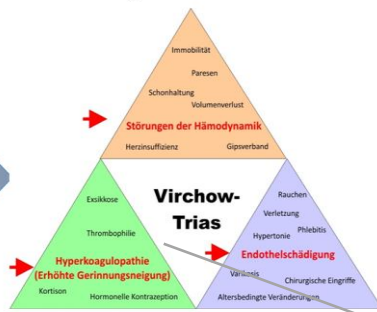 Immobilität
Paresen
Schonhaltung
Volumenverlust
Störungen der Hämodynamik
Herzinsuffizienz Gipsverband
Virchow-
Trias
Exsikkose
Thrombophilie
Hyperkoagulopathie
(Erhöhte Gerinnungsneigung)
Kortison
Hormonelle Kontrazeption
Rauchen
Verletzung
Hypertonie Phlebitis
Endothelschädigung
Varikosis
Chirurgische Eingriffe
Altersbedingte Veränderungen